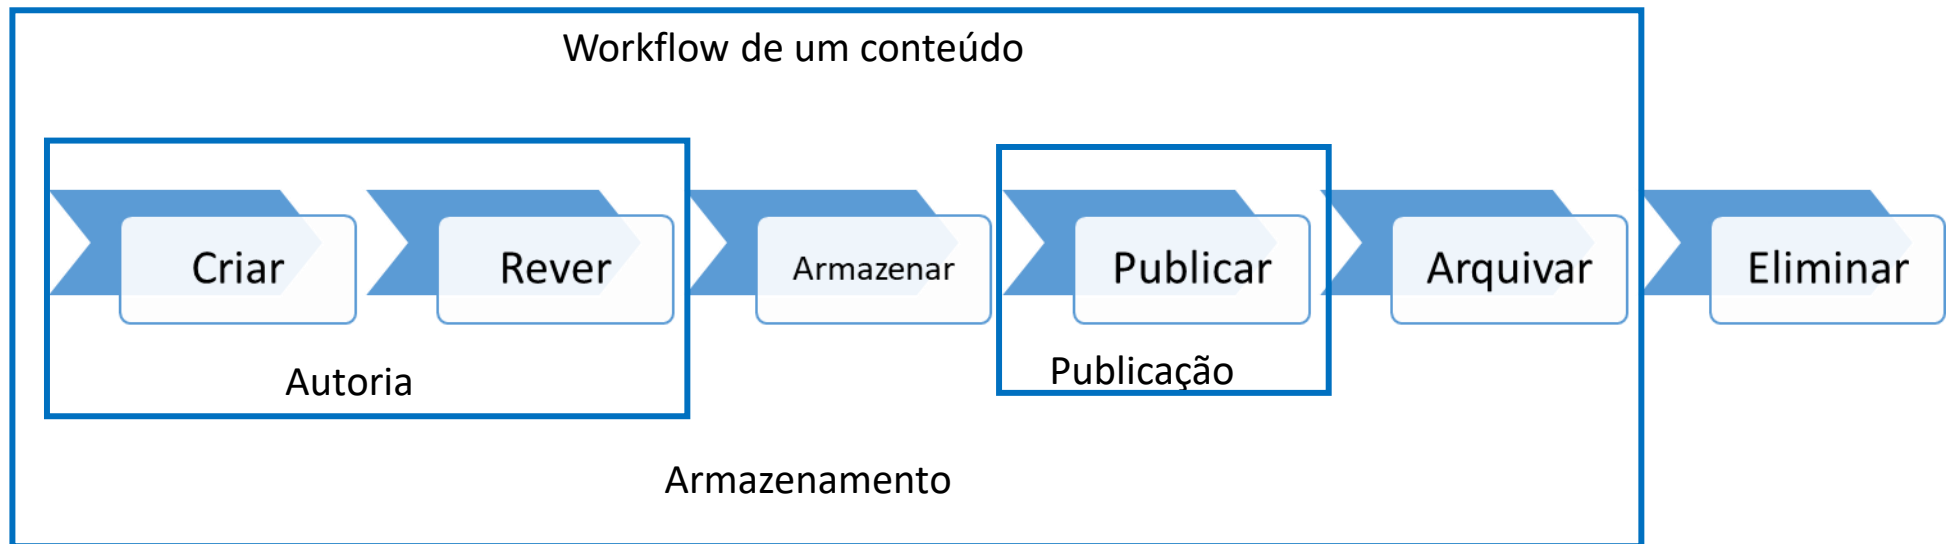 Workflow de um conteúdo
Criar
Rever
Armazenar
Publicar
Arquivar
Eliminar
Autoria
Publicação
Armazenamento